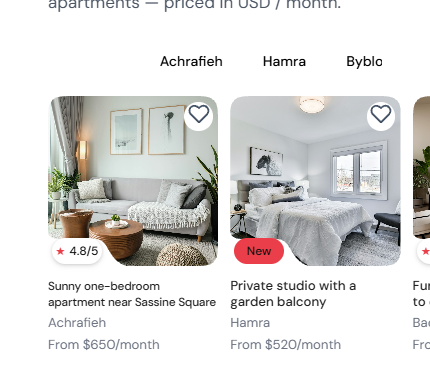 apartments — priced in USD / month.
Achrafieh Hamra Byblo
★ 4.8/5
New
Sunny one-bedroom
apartment near Sassine Square
Achrafieh
From $650/month
Private studio with a
garden balcony
Hamra
From $520/month